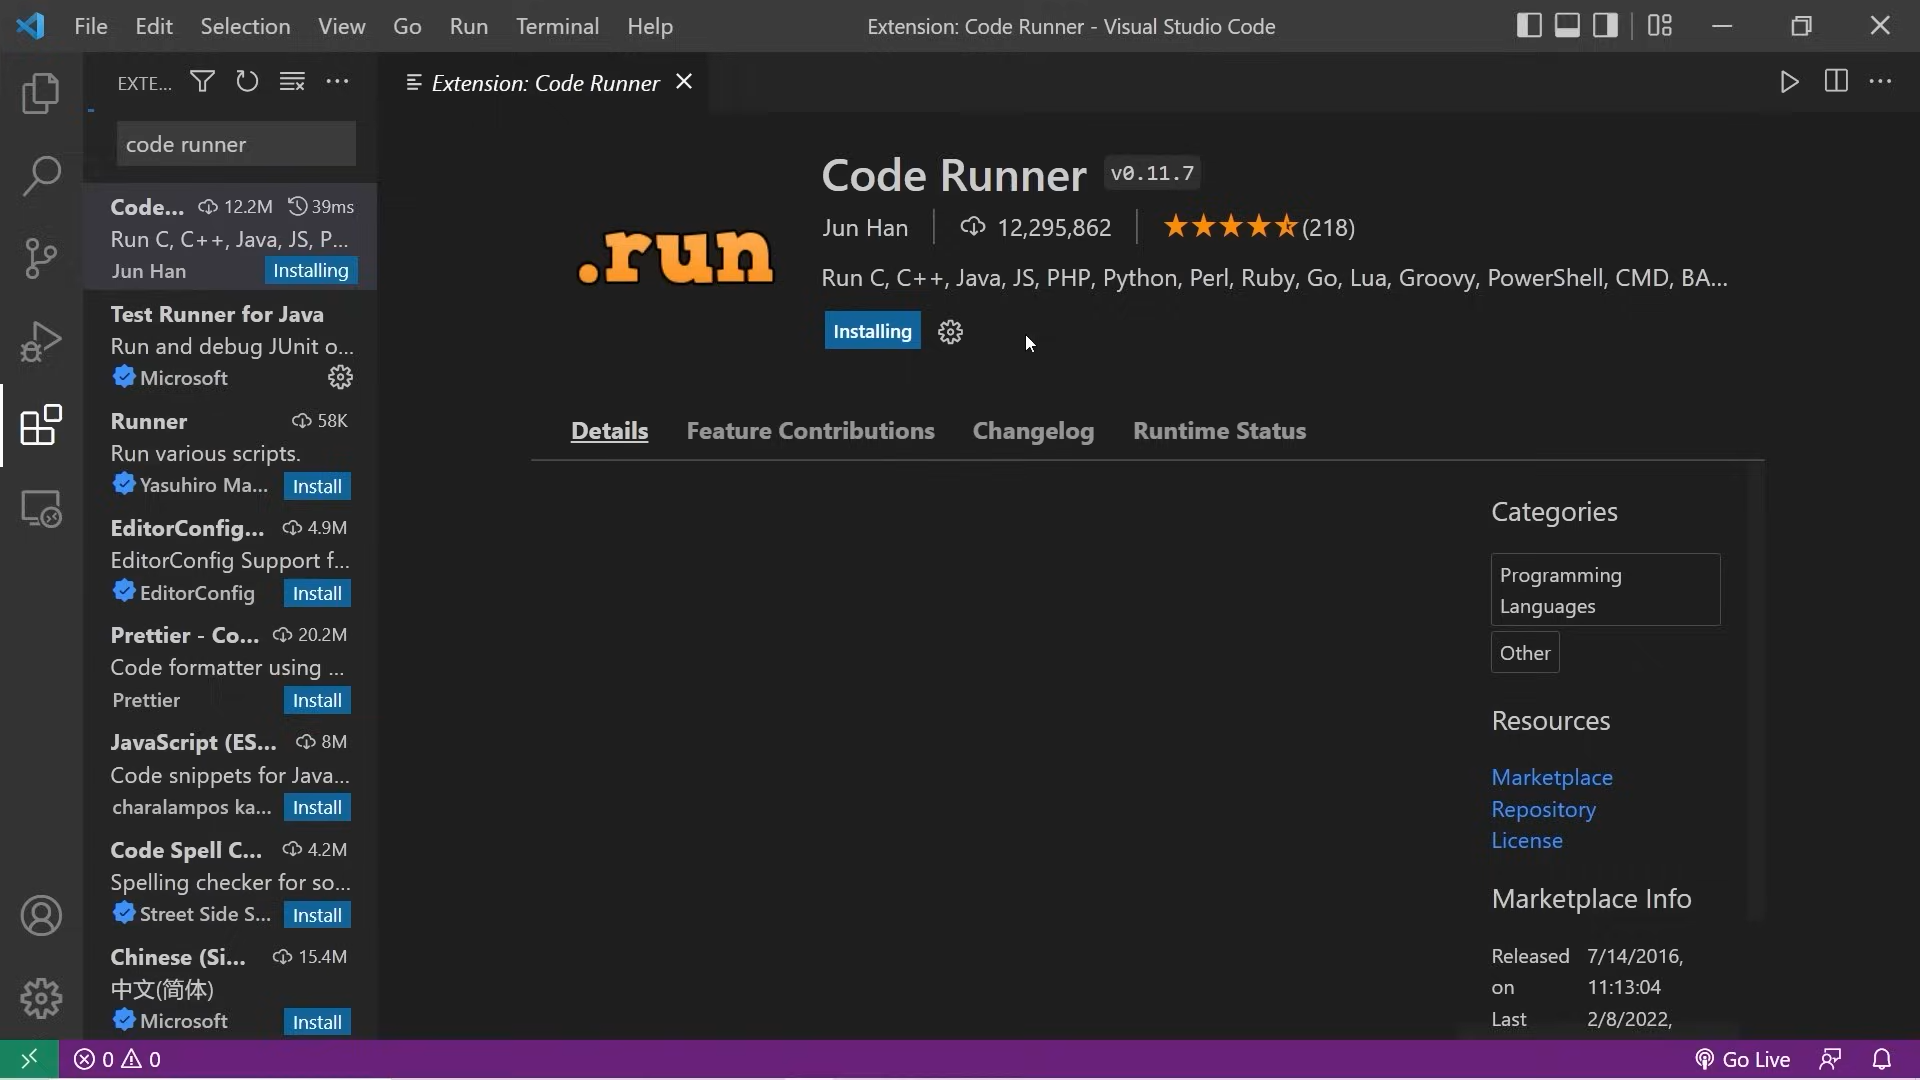 File Edit Selection View Go Run Terminal Help
Extension: Code Runner - Visual Studio Code
EXTE...
Extension: Code Runner
code runner
Code... 12.2M 39ms
Run C, C++, Java, JS, P...
Jun Han Installing
Test Runner for Java
Run and debug JUnit o...
Microsoft
Runner 58K
Run various scripts.
Yasuhiro Ma... Install
EditorConfig... 4.9M
EditorConfig Support f...
EditorConfig Install
Prettier - Co... 20.2M
Code formatter using ...
Prettier Install
JavaScript (ES... 8M
Code snippets for Java...
charalampos ka... Install
Code Spell C... 4.2M
Spelling checker for so...
Street Side S... Install
Chinese (Si... 15.4M
中文(简体)
Microsoft Install
.run
Code Runner v0.11.7
Jun Han 12,295,862 (218)
Run C, C++, Java, JS, PHP, Python, Perl, Ruby, Go, Lua, Groovy, PowerShell, CMD, BA...
Installing
Details Feature Contributions Changelog Runtime Status
Categories
Programming
Languages
Other
Resources
Marketplace
Repository
License
Marketplace Info
Released 7/14/2016,
on 11:13:04
Last 2/8/2022,
0 0
Go Live